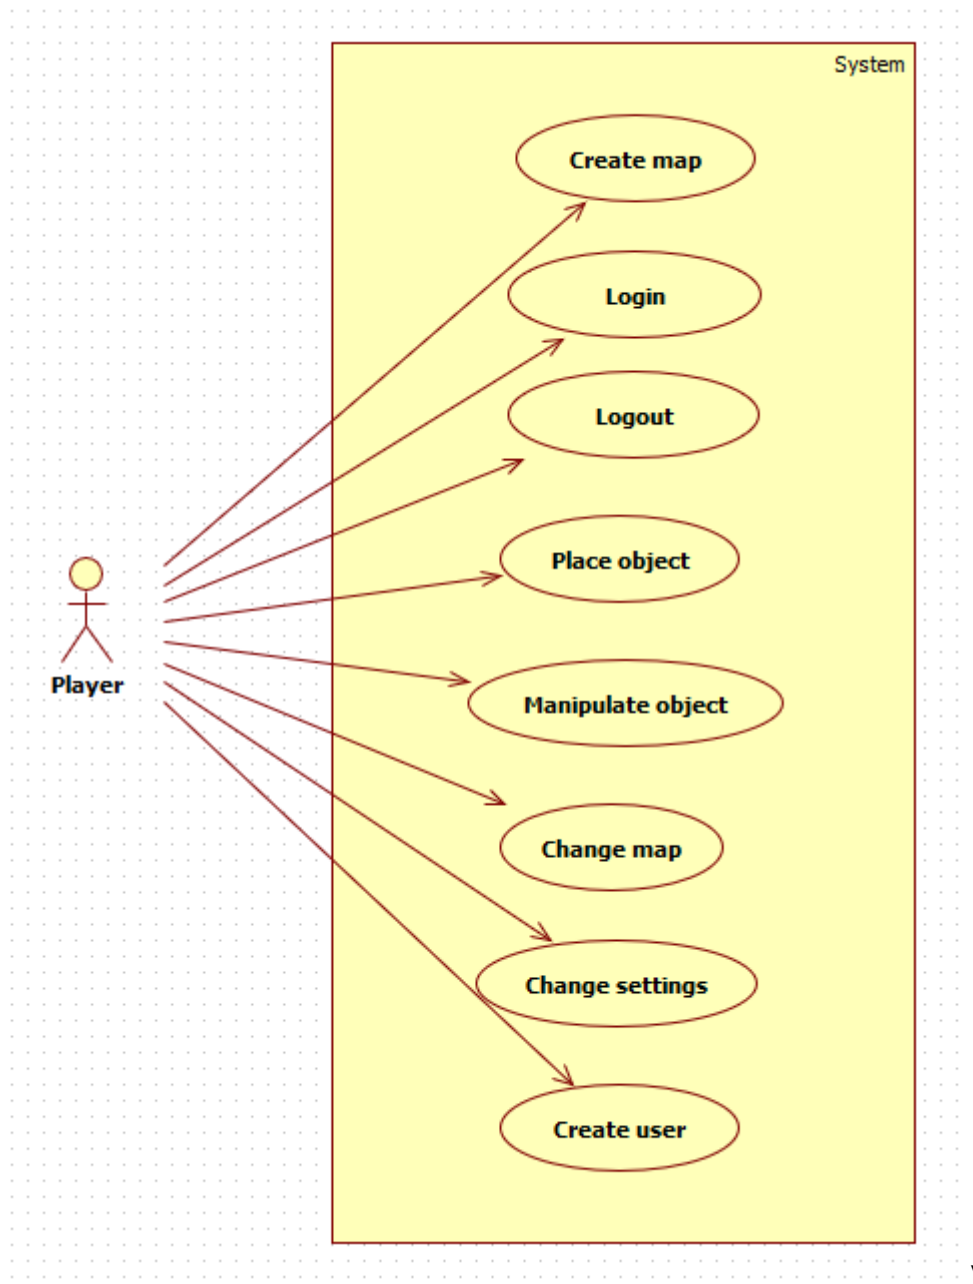 System
Create map
Login
Logout
Place object
Player
Manipulate object
Change map
Change settings
Create user